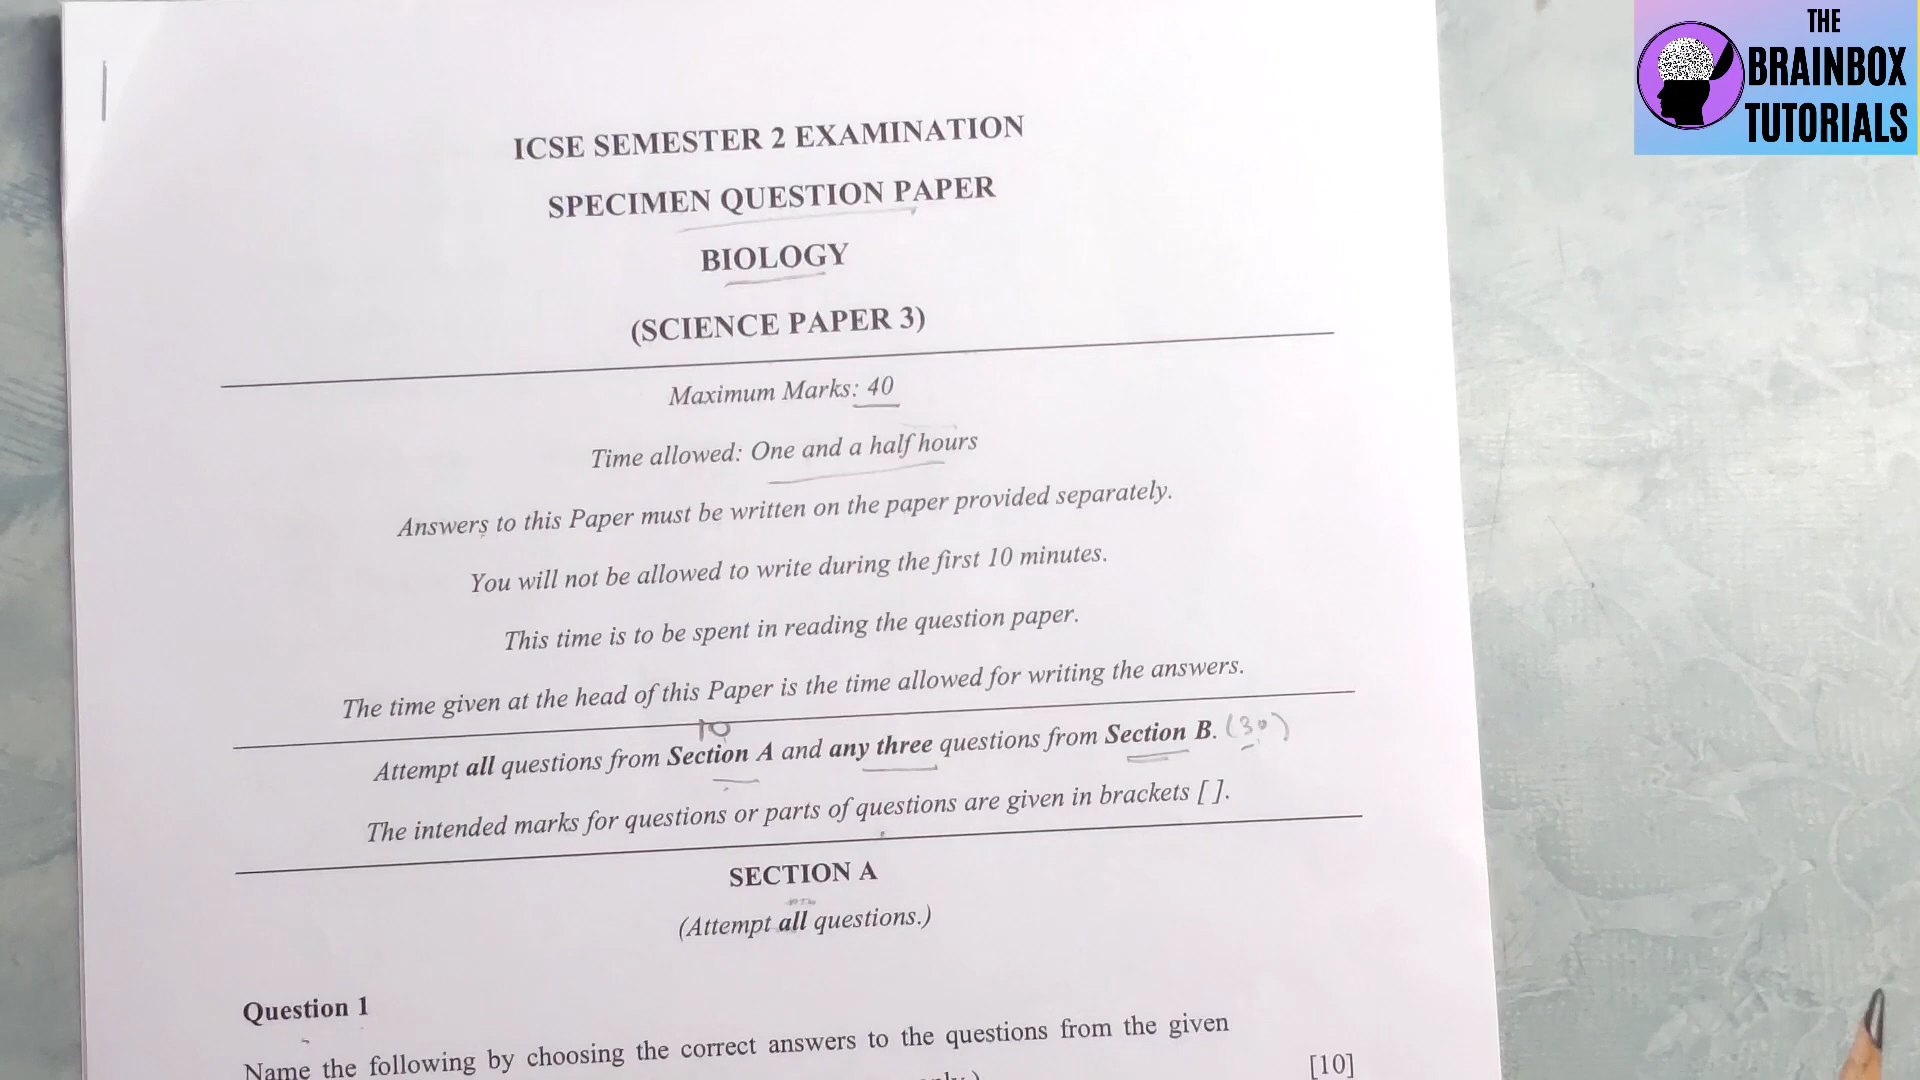 THE
BRAINBOX
TUTORIALS
ICSE SEMESTER 2 EXAMINATION
SPECIMEN QUESTION PAPER
BIOLOGY
(SCIENCE PAPER 3)
Maximum Marks: 40
Time allowed: One and a half hours
Answers to this Paper must be written on the paper provided separately.
You will not be allowed to write during the first 10 minutes.
This time is to be spent in reading the question paper.
The time given at the head of this Paper is the time allowed for writing the answers.
10
Attempt all questions from Section A and any three questions from Section B. (30)
The intended marks for questions or parts of questions are given in brackets [ ].
SECTION A
(Attempt all questions.)
Question 1
Name the following by choosing the correct answers to the questions from the given
[10]